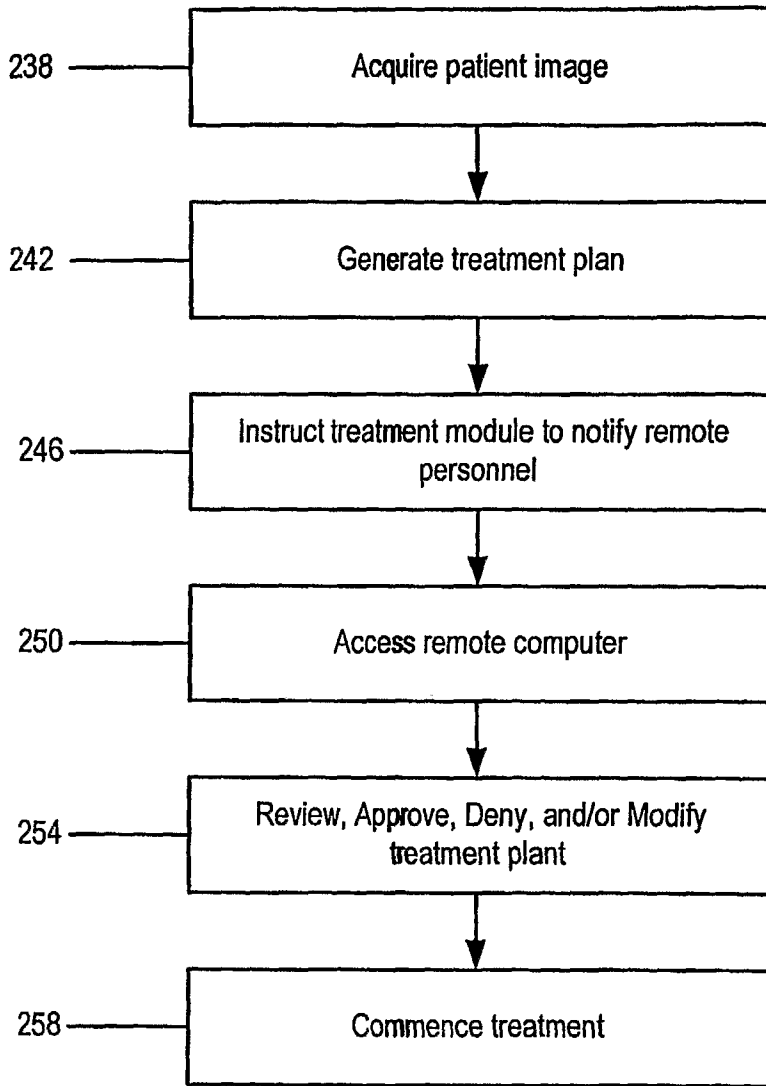 238
Acquire patient image
242
Generate treatment plan
246
Instruct treatment module to notify remote
personnel
250
Access remote computer
254
Review, Approve, Deny, and/or Modify
treatment plant
258
Commence treatment